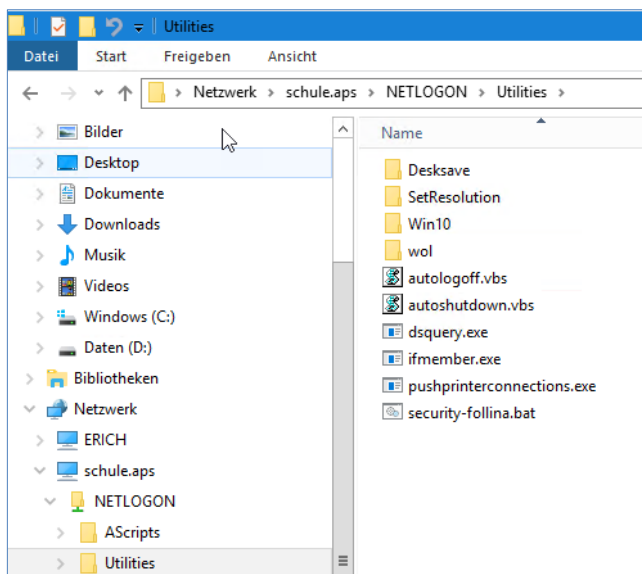 Utilities
Datei Start Freigeben Ansicht
Netzwerk > schule.aps > NETLOGON > Utilities >
Bilder
Desktop
Dokumente
Downloads
Musik
Videos
Windows (C:)
Daten (D:)
Bibliotheken
Netzwerk
ERICH
schule.aps
NETLOGON
AScripts
Utilities
Name
Desksave
SetResolution
Win10
wol
autologoff.vbs
autoshutdown.vbs
dsquery.exe
ifmember.exe
pushprinterconnections.exe
security-follina.bat